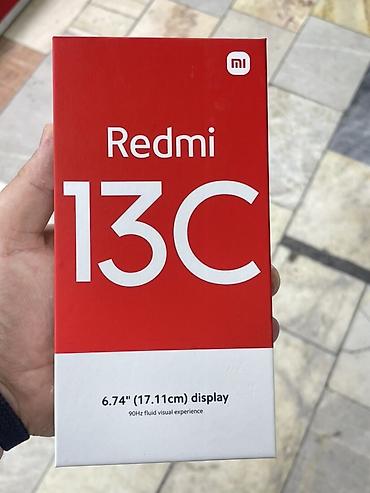 mi
Redmi
13C
6.74" (17.11cm) display
90Hz fluid visual experience